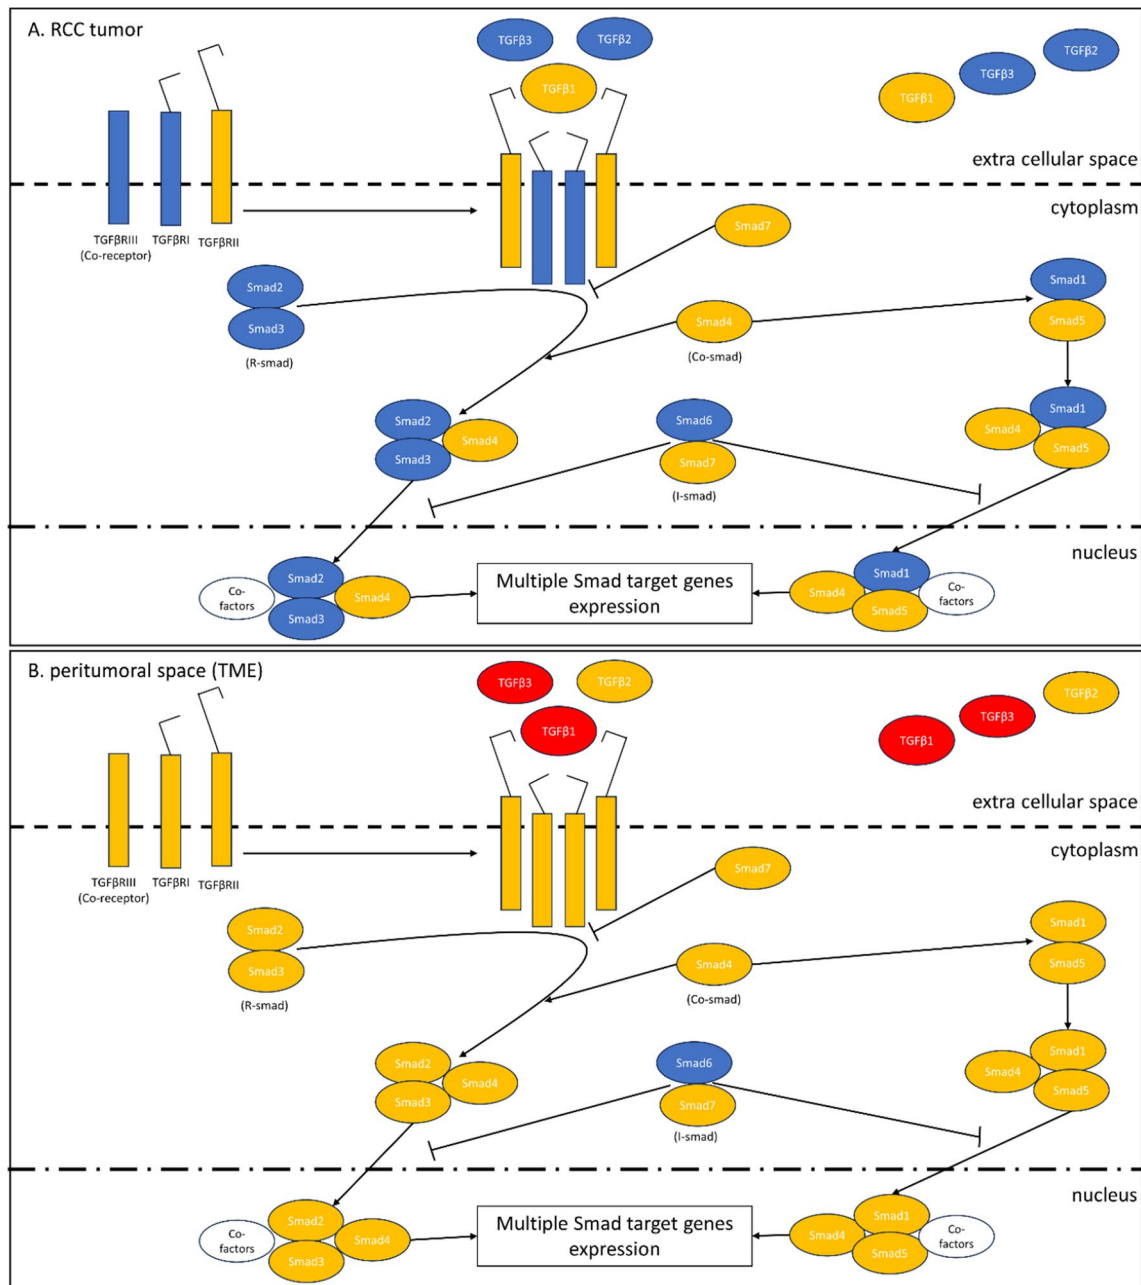 A. RCC tumor
TGFβ3
TGFβ2
TGFβ1
TGFβ1
TGFβ3
TGFβ2
extra cellular space
cytoplasm
TGFβRIII
(Co-receptor)
TGFβRI
TGFβRII
Smad7
Smad2
Smad3
(R-smad)
Smad4
(Co-smad)
Smad1
Smad5
Smad2
Smad3
Smad4
Smad6
Smad7
(I-smad)
Smad1
Smad4
Smad5
nucleus
Co-
factors
Smad2
Smad3
Smad4
Multiple Smad target genes
expression
Smad4
Smad1
Smad5
Co-
factors
B. peritumoral space (TME)
TGFβ3
TGFβ2
TGFβ1
TGFβ1
TGFβ3
TGFβ2
extra cellular space
cytoplasm
TGFβRIII
(Co-receptor)
TGFβRI
TGFβRII
Smad7
Smad2
Smad3
(R-smad)
Smad4
(Co-smad)
Smad1
Smad5
Smad2
Smad3
Smad4
Smad6
Smad7
(I-smad)
Smad1
Smad4
Smad5
nucleus
Co-
factors
Smad2
Smad3
Smad4
Multiple Smad target genes
expression
Smad4
Smad1
Smad5
Co-
factors